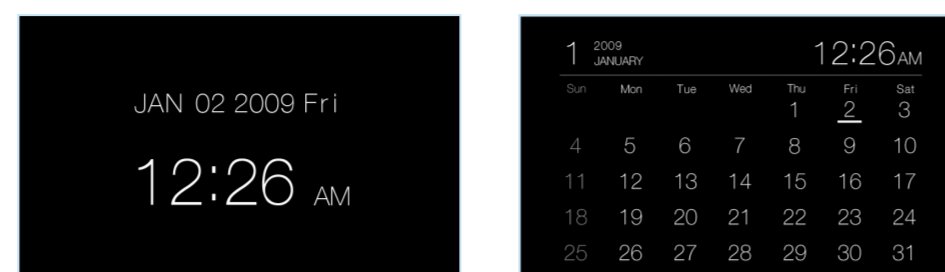 JAN 02 2009 Fri
12:26 AM
1 2009 JANUARY 12:26AM
Sun Mon Tue Wed Thu Fri Sat
1 2 3
4 5 6 7 8 9 10
11 12 13 14 15 16 17
18 19 20 21 22 23 24
25 26 27 28 29 30 31